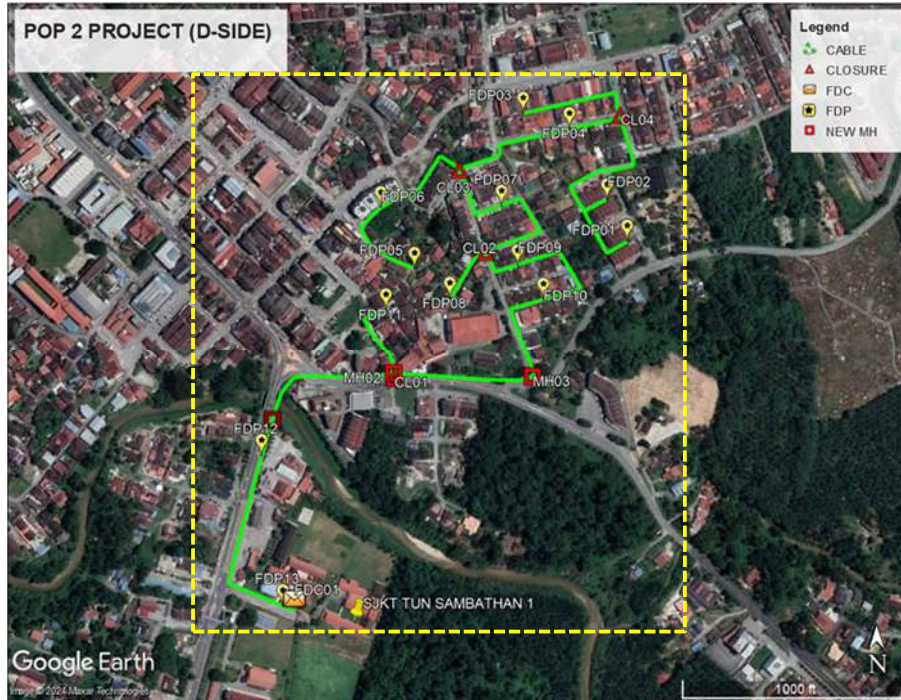 POP 2 PROJECT (D-SIDE)
Legend
CABLE
CLOSURE
FDC
FDP
NEW MH
FDP03
FDP04
CL04
CL03
FDP07
FDP02
FDP06
FDP01
FDP05
CL02
FDP09
FDP08
FDP10
FDP11
MH02
CL01
MH03
FDP12
FDP13
FDC01
SJKT TUN SAMBATHAN 1
Google Earth
Image © 2024 Maxar Technologies
1000 ft
N